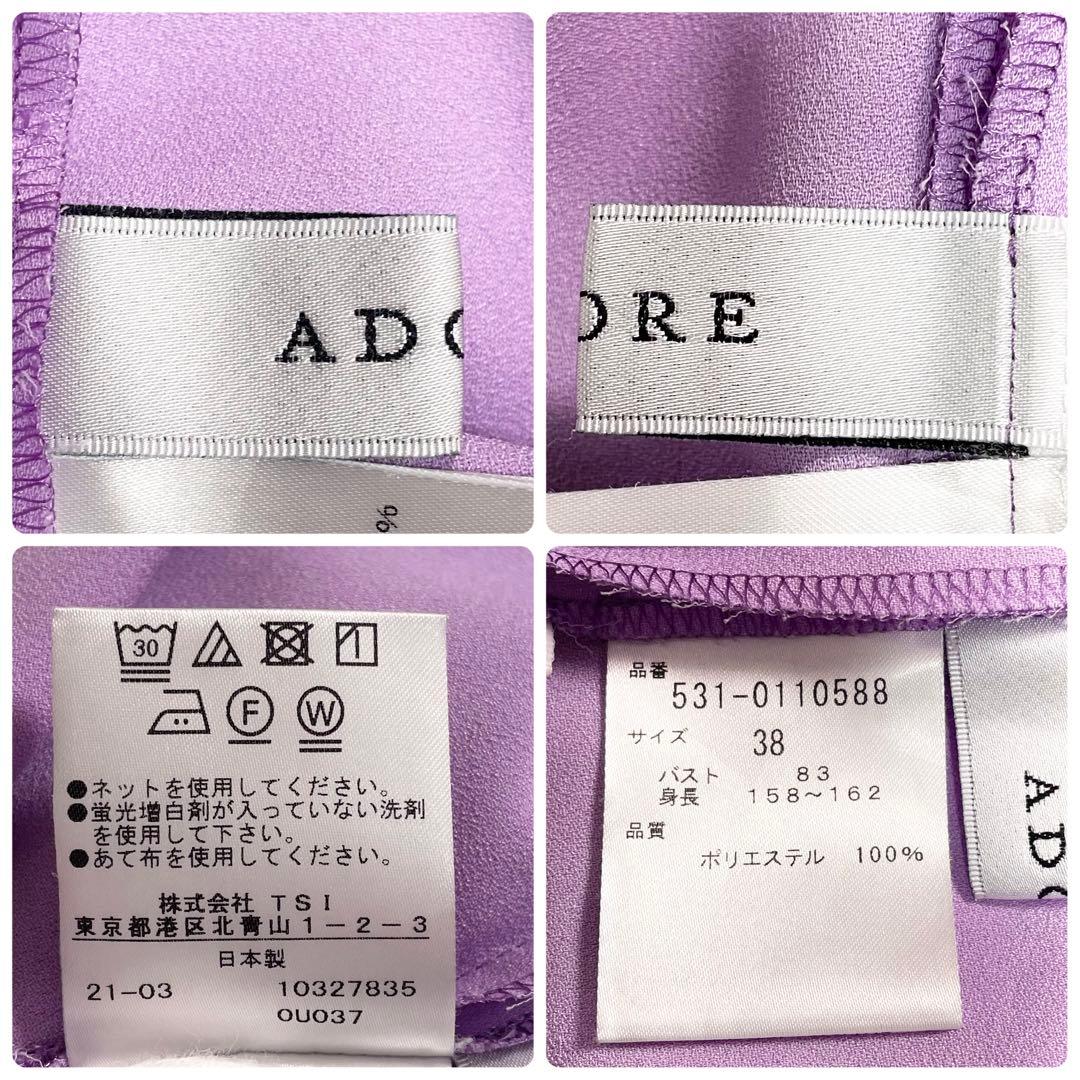 ADO
ORE
%
30
F
W
●ネットを使用してください。
●蛍光増白剤が入っていない洗剤
を使用して下さい。
●あて布を使用してください。
株式会社 TSI
東京都港区北青山1-2-3
日本製
21-03 10327835
0U037
品番
531-0110588
サイズ 38
バスト 83
身長 158~162
品質
ポリエステル 100%
ADO